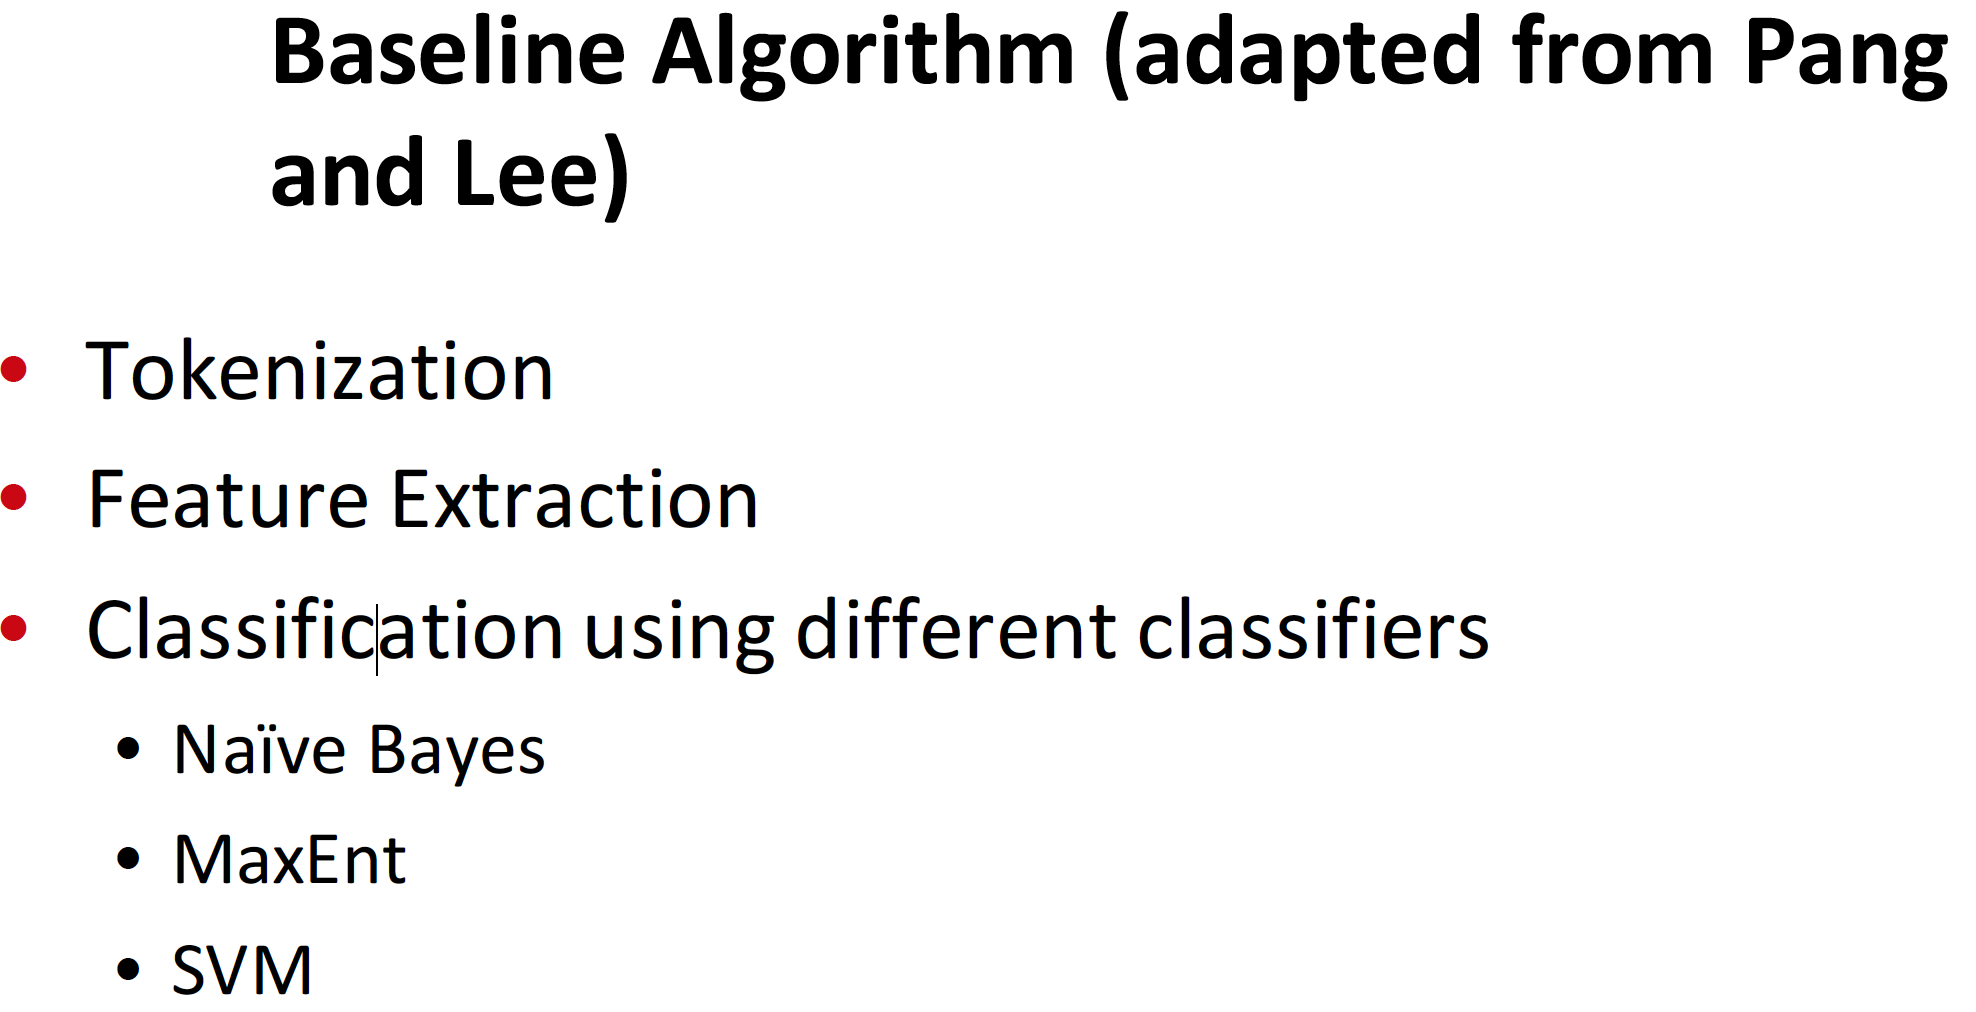 Baseline Algorithm (adapted from Pang
and Lee)
• Tokenization
• Feature Extraction
• Classification using different classifiers
• Naïve Bayes
• MaxEnt
• SVM